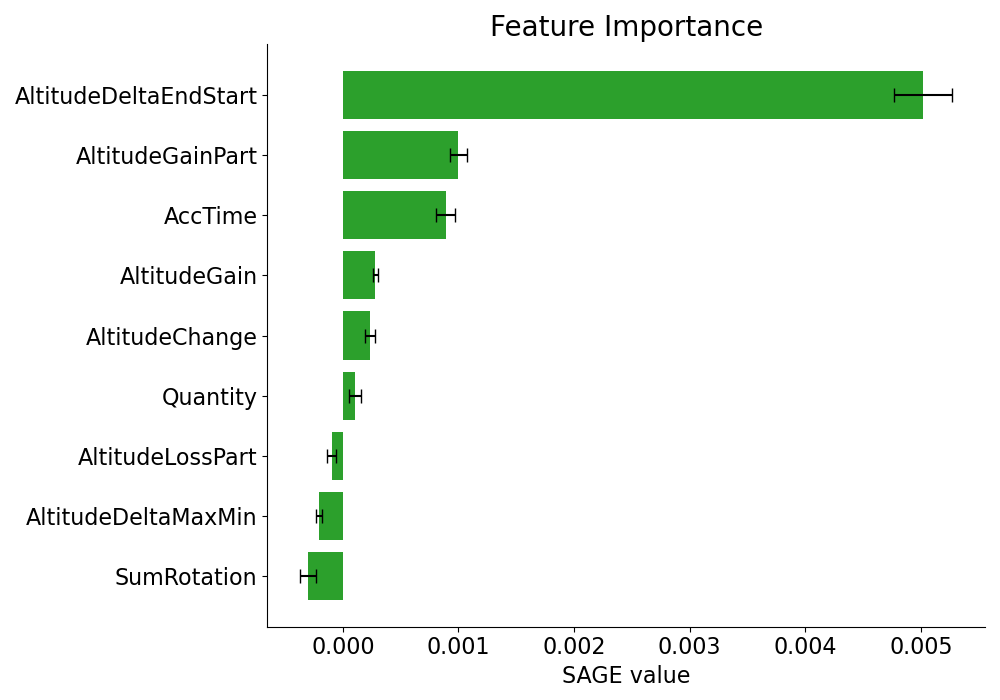 Feature Importance
AltitudeDeltaEndStart
AltitudeGainPart
AccTime
AltitudeGain
AltitudeChange
Quantity
AltitudeLossPart
AltitudeDeltaMaxMin
SumRotation
0.000 0.001 0.002 0.003 0.004 0.005
SAGE value